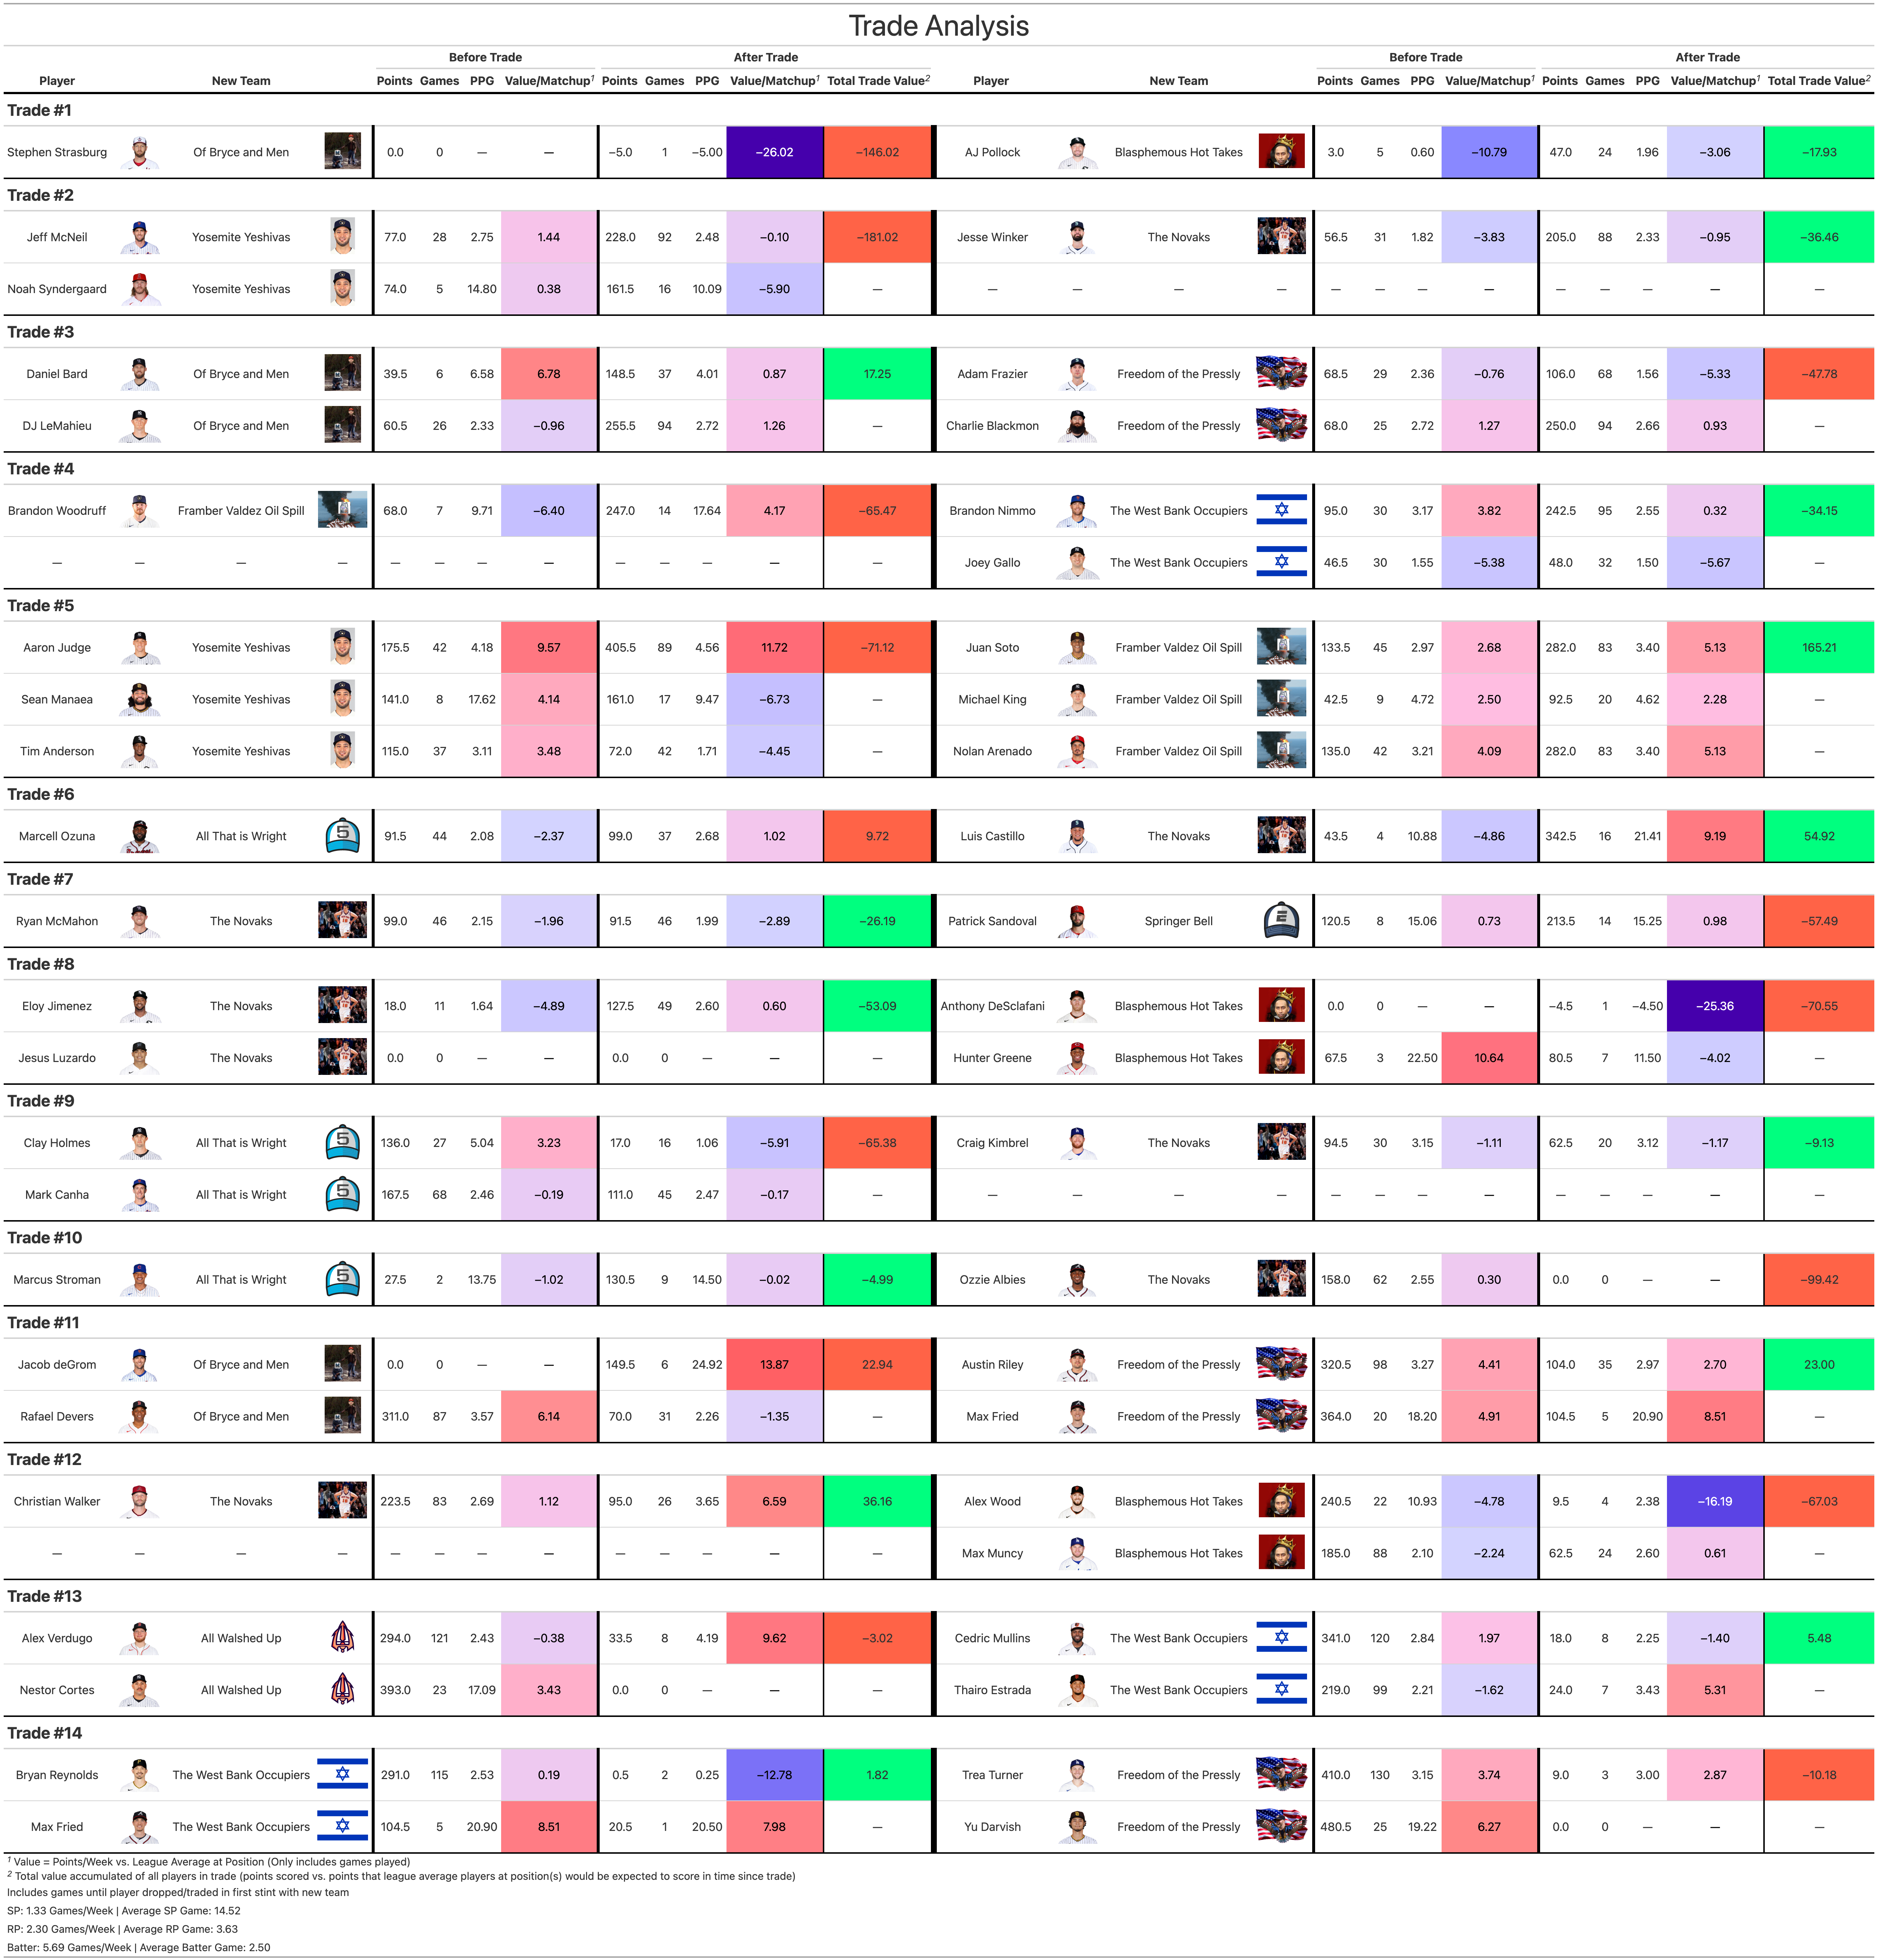 Trade Analysis
Before Trade After Trade Before Trade After Trade
Player New Team Points Games PPG Value/Matchup¹ Points Games PPG Value/Matchup¹ Total Trade Value² Player New Team Points Games PPG Value/Matchup¹ Points Games PPG Value/Matchup¹ Total Trade Value²
Trade #1
Stephen Strasburg Of Bryce and Men 0.0 0 — — −5.0 1 −5.00 −26.02 −146.02 AJ Pollock Blasphemous Hot Takes 3.0 5 0.60 −10.79 47.0 24 1.96 −3.06 −17.93
Trade #2
Jeff McNeil Yosemite Yeshivas 77.0 28 2.75 1.44 228.0 92 2.48 −0.10 −181.02 Jesse Winker The Novaks 56.5 31 1.82 −3.83 205.0 88 2.33 −0.95 −36.46
Noah Syndergaard Yosemite Yeshivas 74.0 5 14.80 0.38 161.5 16 10.09 −5.90 — — — — — — — — — — — — — —
Trade #3
Daniel Bard Of Bryce and Men 39.5 6 6.58 6.78 148.5 37 4.01 0.87 17.25 Adam Frazier Freedom of the Pressly 68.5 29 2.36 −0.76 106.0 68 1.56 −5.33 −47.78
DJ LeMahieu Of Bryce and Men 60.5 26 2.33 −0.96 255.5 94 2.72 1.26 — Charlie Blackmon Freedom of the Pressly 68.0 25 2.72 1.27 250.0 94 2.66 0.93 —
Trade #4
Brandon Woodruff Framber Valdez Oil Spill 68.0 7 9.71 −6.40 247.0 14 17.64 4.17 −65.47 Brandon Nimmo The West Bank Occupiers 95.0 30 3.17 3.82 242.5 95 2.55 0.32 −34.15
— — — — — — — — — — — — — Joey Gallo The West Bank Occupiers 46.5 30 1.55 −5.38 48.0 32 1.50 −5.67 —
Trade #5
Aaron Judge Yosemite Yeshivas 175.5 42 4.18 9.57 405.5 89 4.56 11.72 −71.12 Juan Soto Framber Valdez Oil Spill 133.5 45 2.97 2.68 282.0 83 3.40 5.13 165.21
Sean Manaea Yosemite Yeshivas 141.0 8 17.62 4.14 161.0 17 9.47 −6.73 — Michael King Framber Valdez Oil Spill 42.5 9 4.72 2.50 92.5 20 4.62 2.28 —
Tim Anderson Yosemite Yeshivas 115.0 37 3.11 3.48 72.0 42 1.71 −4.45 — Nolan Arenado Framber Valdez Oil Spill 135.0 42 3.21 4.09 282.0 83 3.40 5.13 —
Trade #6
Marcell Ozuna All That is Wright 91.5 44 2.08 −2.37 99.0 37 2.68 1.02 9.72 Luis Castillo The Novaks 43.5 4 10.88 −4.86 342.5 16 21.41 9.19 54.92
Trade #7
Ryan McMahon The Novaks 99.0 46 2.15 −1.96 91.5 46 1.99 −2.89 −26.19 Patrick Sandoval Springer Bell 120.5 8 15.06 0.73 213.5 14 15.25 0.98 −57.49
Trade #8
Eloy Jimenez The Novaks 18.0 11 1.64 −4.89 127.5 49 2.60 0.60 −53.09 Anthony DeSclafani Blasphemous Hot Takes 0.0 0 — — −4.5 1 −4.50 −25.36 −70.55
Jesus Luzardo The Novaks 0.0 0 — — 0.0 0 — — — Hunter Greene Blasphemous Hot Takes 67.5 3 22.50 10.64 80.5 7 11.50 −4.02 —
Trade #9
Clay Holmes All That is Wright 136.0 27 5.04 3.23 17.0 16 1.06 −5.91 −65.38 Craig Kimbrel The Novaks 94.5 30 3.15 −1.11 62.5 20 3.12 −1.17 −9.13
Mark Canha All That is Wright 167.5 68 2.46 −0.19 111.0 45 2.47 −0.17 — — — — — — — — — — — — — —
Trade #10
Marcus Stroman All That is Wright 27.5 2 13.75 −1.02 130.5 9 14.50 −0.02 −4.99 Ozzie Albies The Novaks 158.0 62 2.55 0.30 0.0 0 — — −99.42
Trade #11
Jacob deGrom Of Bryce and Men 0.0 0 — — 149.5 6 24.92 13.87 22.94 Austin Riley Freedom of the Pressly 320.5 98 3.27 4.41 104.0 35 2.97 2.70 23.00
Rafael Devers Of Bryce and Men 311.0 87 3.57 6.14 70.0 31 2.26 −1.35 — Max Fried Freedom of the Pressly 364.0 20 18.20 4.91 104.5 5 20.90 8.51 —
Trade #12
Christian Walker The Novaks 223.5 83 2.69 1.12 95.0 26 3.65 6.59 36.16 Alex Wood Blasphemous Hot Takes 240.5 22 10.93 −4.78 9.5 4 2.38 −16.19 −67.03
— — — — — — — — — — — — — Max Muncy Blasphemous Hot Takes 185.0 88 2.10 −2.24 62.5 24 2.60 0.61 —
Trade #13
Alex Verdugo All Walshed Up 294.0 121 2.43 −0.38 33.5 8 4.19 9.62 −3.02 Cedric Mullins The West Bank Occupiers 341.0 120 2.84 1.97 18.0 8 2.25 −1.40 5.48
Nestor Cortes All Walshed Up 393.0 23 17.09 3.43 0.0 0 — — — Thairo Estrada The West Bank Occupiers 219.0 99 2.21 −1.62 24.0 7 3.43 5.31 —
Trade #14
Bryan Reynolds The West Bank Occupiers 291.0 115 2.53 0.19 0.5 2 0.25 −12.78 1.82 Trea Turner Freedom of the Pressly 410.0 130 3.15 3.74 9.0 3 3.00 2.87 −10.18
Max Fried The West Bank Occupiers 104.5 5 20.90 8.51 20.5 1 20.50 7.98 — Yu Darvish Freedom of the Pressly 480.5 25 19.22 6.27 0.0 0 — — —
¹ Value = Points/Week vs. League Average at Position (Only includes games played)
² Total value accumulated of all players in trade (points scored vs. points that league average players at position(s) would be expected to score in time since trade)
Includes games until player dropped/traded in first stint with new team
SP: 1.33 Games/Week | Average SP Game: 14.52
RP: 2.30 Games/Week | Average RP Game: 3.63
Batter: 5.69 Games/Week | Average Batter Game: 2.50